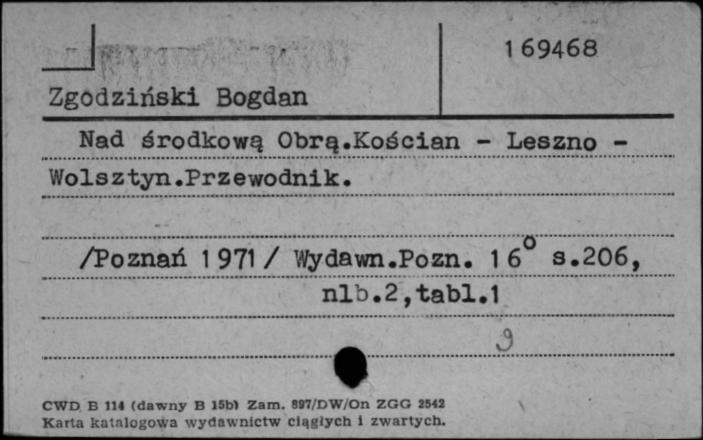 169468
Zgodziński Bogdan
Nad środkową Obrą.Kościan - Leszno -
Wolsztyn.Przewodnik.
/Poznań 1971/ Wydawn.Pozn. 16° s.206,
nlb.2,tabl.1
9
CWD B 114 (dawny B 15b) Zam. 897/DW/On ZGG 2542
Karta katalogowa wydawnictw ciągłych i zwartych.